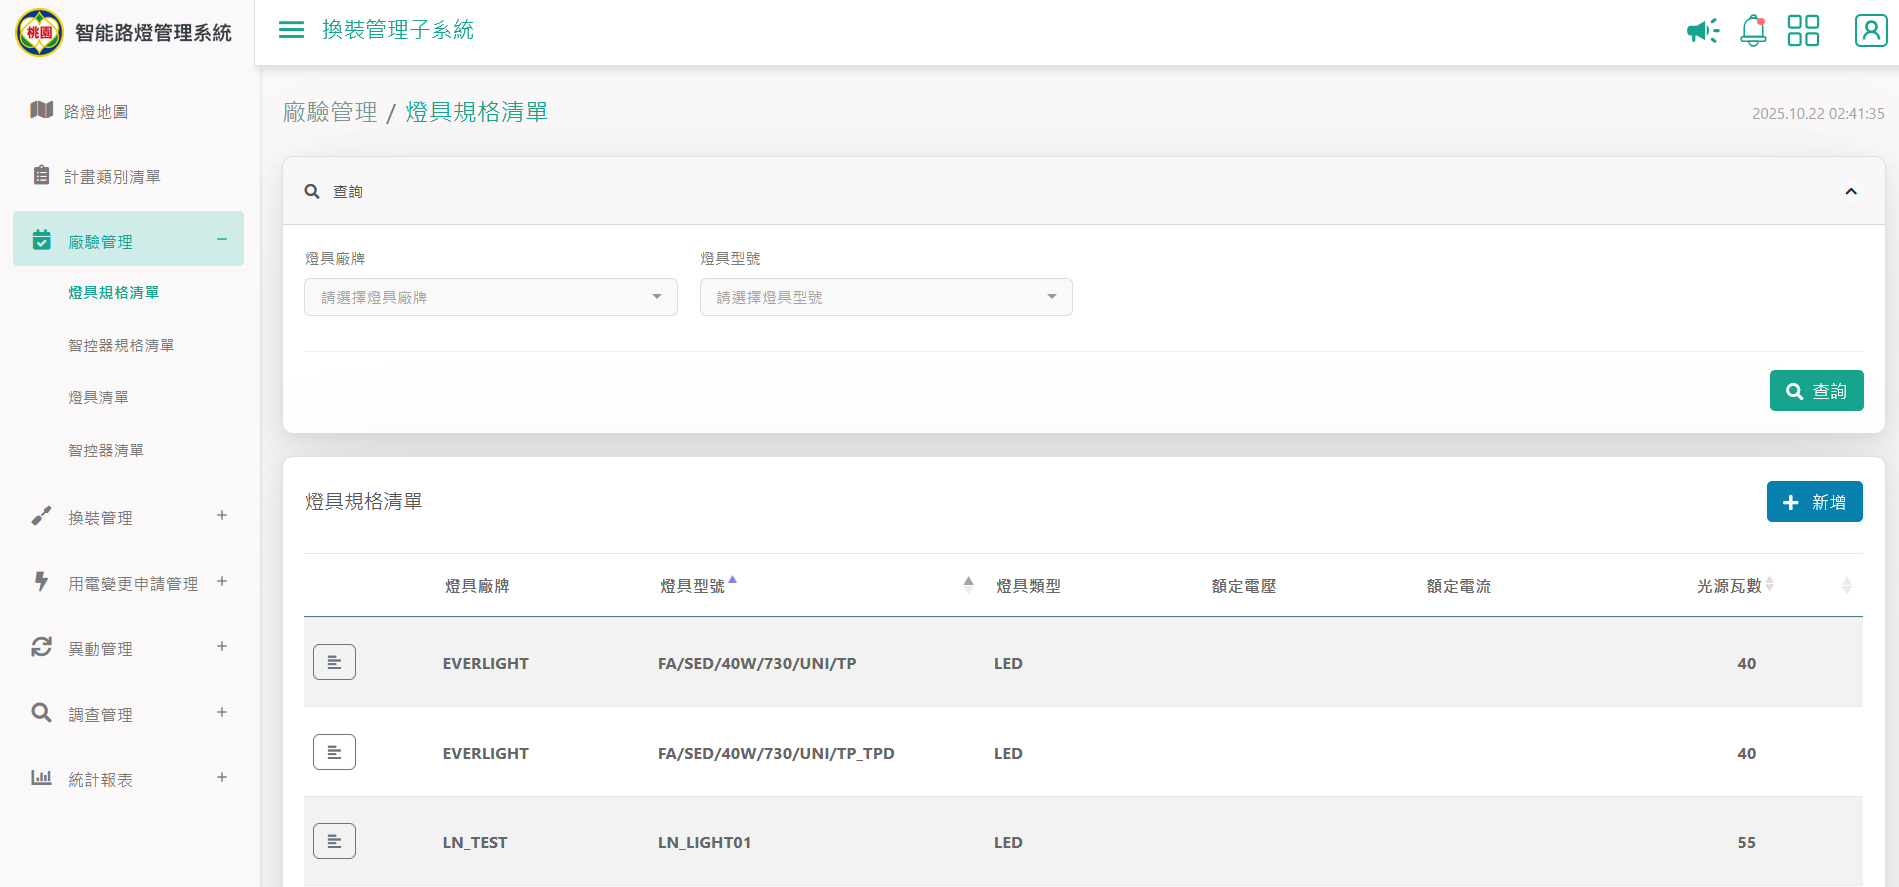 桃園
智能路燈管理系統
換裝管理子系統
路燈地圖
計畫類別清單
廠驗管理
燈具規格清單
智控器規格清單
燈具清單
智控器清單
換裝管理
用電變更申請管理
異動管理
調查管理
統計報表
廠驗管理 / 燈具規格清單
2025.10.22 02:41:35
查詢
燈具廠牌 燈具型號
請選擇燈具廠牌 請選擇燈具型號
查詢
燈具規格清單
新增
燈具廠牌 燈具型號 燈具類型 額定電壓 額定電流 光源瓦數
EVERLIGHT FA/SED/40W/730/UNI/TP LED 40
EVERLIGHT FA/SED/40W/730/UNI/TP_TPD LED 40
LN_TEST LN_LIGHT01 LED 55